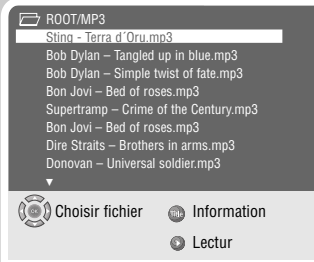 ROOT/MP3
Sting - Terra d´Oru.mp3
Bob Dylan – Tangled up in blue.mp3
Bob Dylan – Simple twist of fate.mp3
Bon Jovi – Bed of roses.mp3
Supertramp – Crime of the Century.mp3
Bon Jovi – Bed of roses.mp3
Dire Straits – Brothers in arms.mp3
Donovan – Universal soldier.mp3
OK Choisir fichier Title Information
Lectur